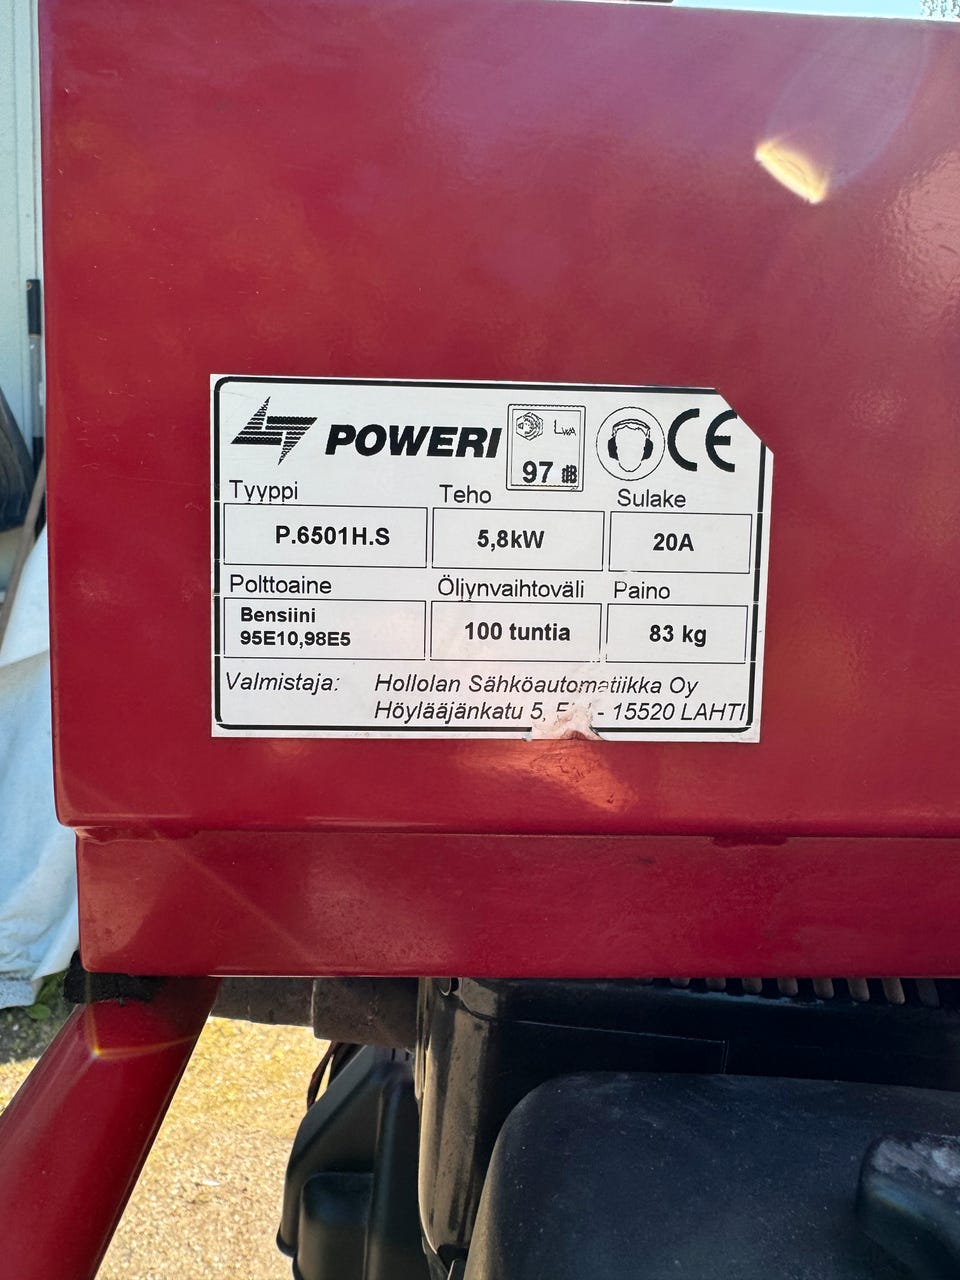 POWERI
LWA
97 dB
CE
Tyyppi
Teho
Sulake
P.6501H.S
5,8kW
20A
Polttoaine
Öljynvaihtoväli
Paino
Bensiini
95E10,98E5
100 tuntia
83 kg
Valmistaja: Hollolan Sähköautomatiikka Oy
Höylääjänkatu 5, - 15520 LAHTI